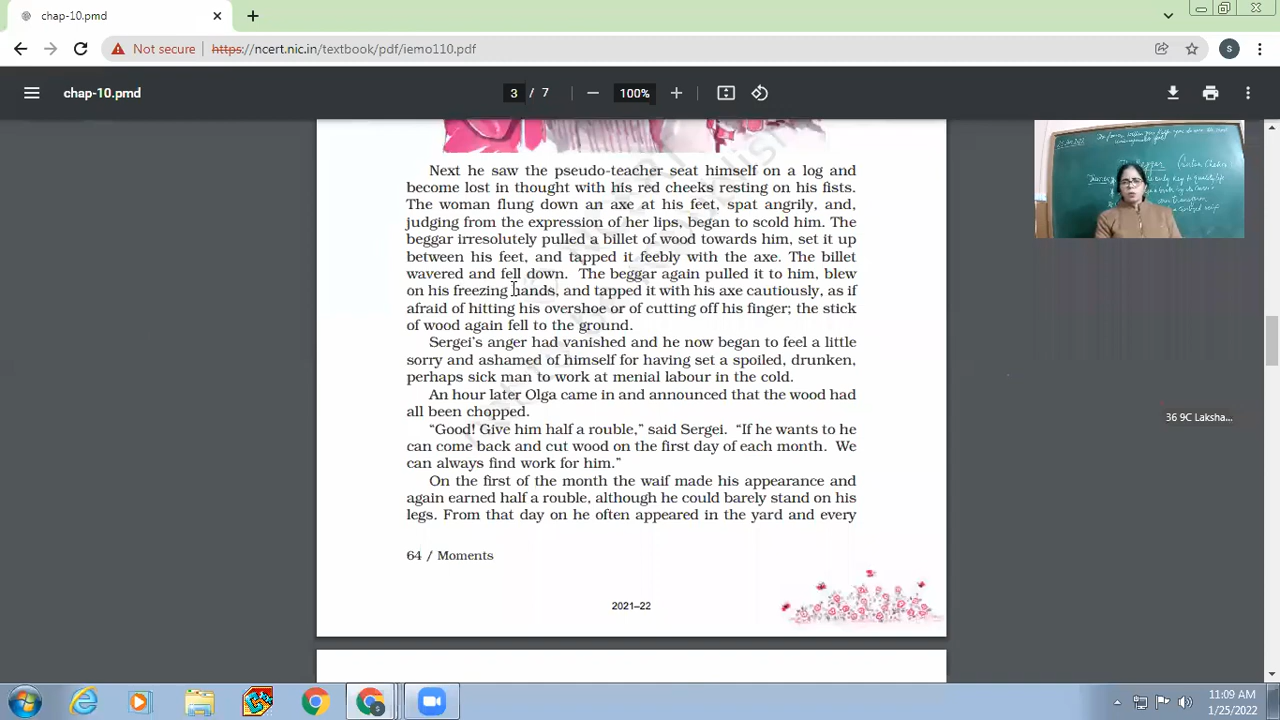 chap-10.pmd
Not secure
https://ncert.nic.in/textbook/pdf/iemo110.pdf
S
chap-10.pmd
3 / 7
100%
Next he saw the pseudo-teacher seat himself on a log and
become lost in thought with his red cheeks resting on his fists.
The woman flung down an axe at his feet, spat angrily, and,
judging from the expression of her lips, began to scold him. The
beggar irresolutely pulled a billet of wood towards him, set it up
between his feet, and tapped it feebly with the axe. The billet
wavered and fell down. The beggar again pulled it to him, blew
on his freezing hands, and tapped it with his axe cautiously, as if
afraid of hitting his overshoe or of cutting off his finger; the stick
of wood again fell to the ground.
Sergei's anger had vanished and he now began to feel a little
sorry and ashamed of himself for having set a spoiled, drunken,
perhaps sick man to work at menial labour in the cold.
An hour later Olga came in and announced that the wood had
all been chopped.
“Good! Give him half a rouble,” said Sergei. “If he wants to he
can come back and cut wood on the first day of each month. We
can always find work for him.”
On the first of the month the waif made his appearance and
again earned half a rouble, although he could barely stand on his
legs. From that day on he often appeared in the yard and every
64 / Moments
2021–22
36 9C Laksha...
11:09 AM
1/25/2022